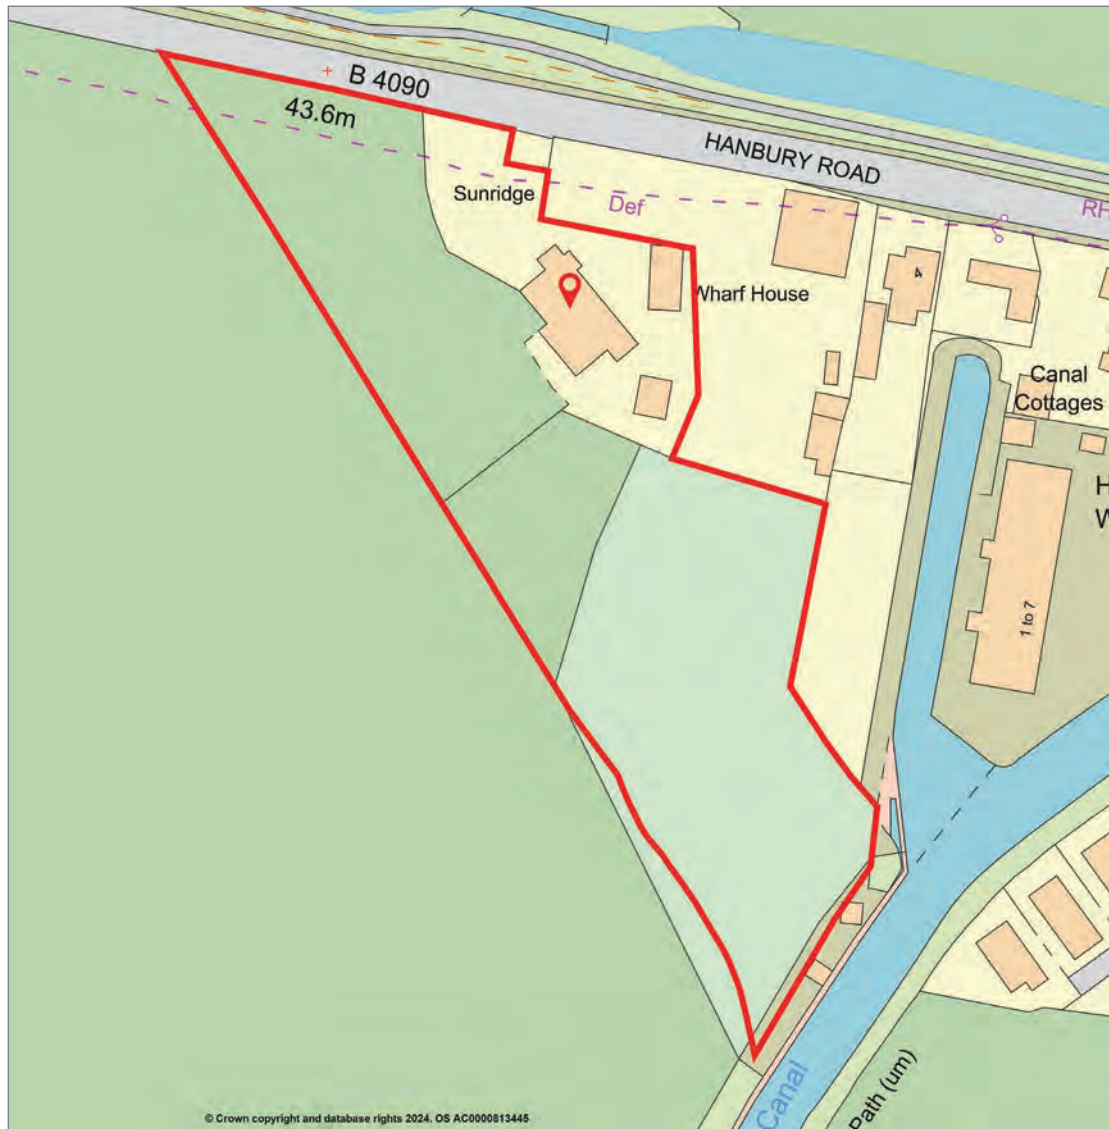 B 4090
43.6m
HANBURY ROAD
Sunridge
Def
RH
4
Wharf House
Canal
Cottages
H
W
1 to 7
Canal
Path (um)
© Crown copyright and database rights 2024. OS AC0000813445